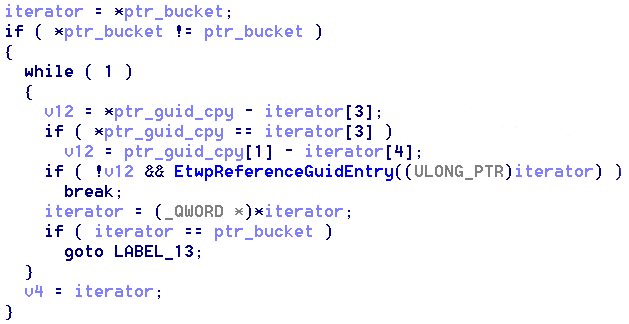 iterator = *ptr_bucket;
if ( *ptr_bucket != ptr_bucket )
{
  while ( 1 )
  {
    v12 = *ptr_guid_cpy - iterator[3];
    if ( *ptr_guid_cpy == iterator[3] )
      v12 = ptr_guid_cpy[1] - iterator[4];
    if ( !v12 && EtwpReferenceGuidEntry((ULONG_PTR)iterator) )
      break;
    iterator = (_QWORD *)*iterator;
    if ( iterator == ptr_bucket )
      goto LABEL_13;
  }
  v4 = iterator;
}